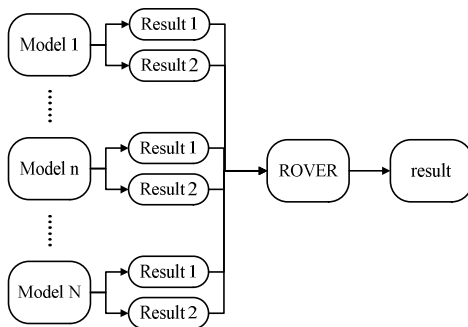 Model 1
Result 1
Result 2
Model n
Result 1
Result 2
ROVER
result
Model N
Result 1
Result 2